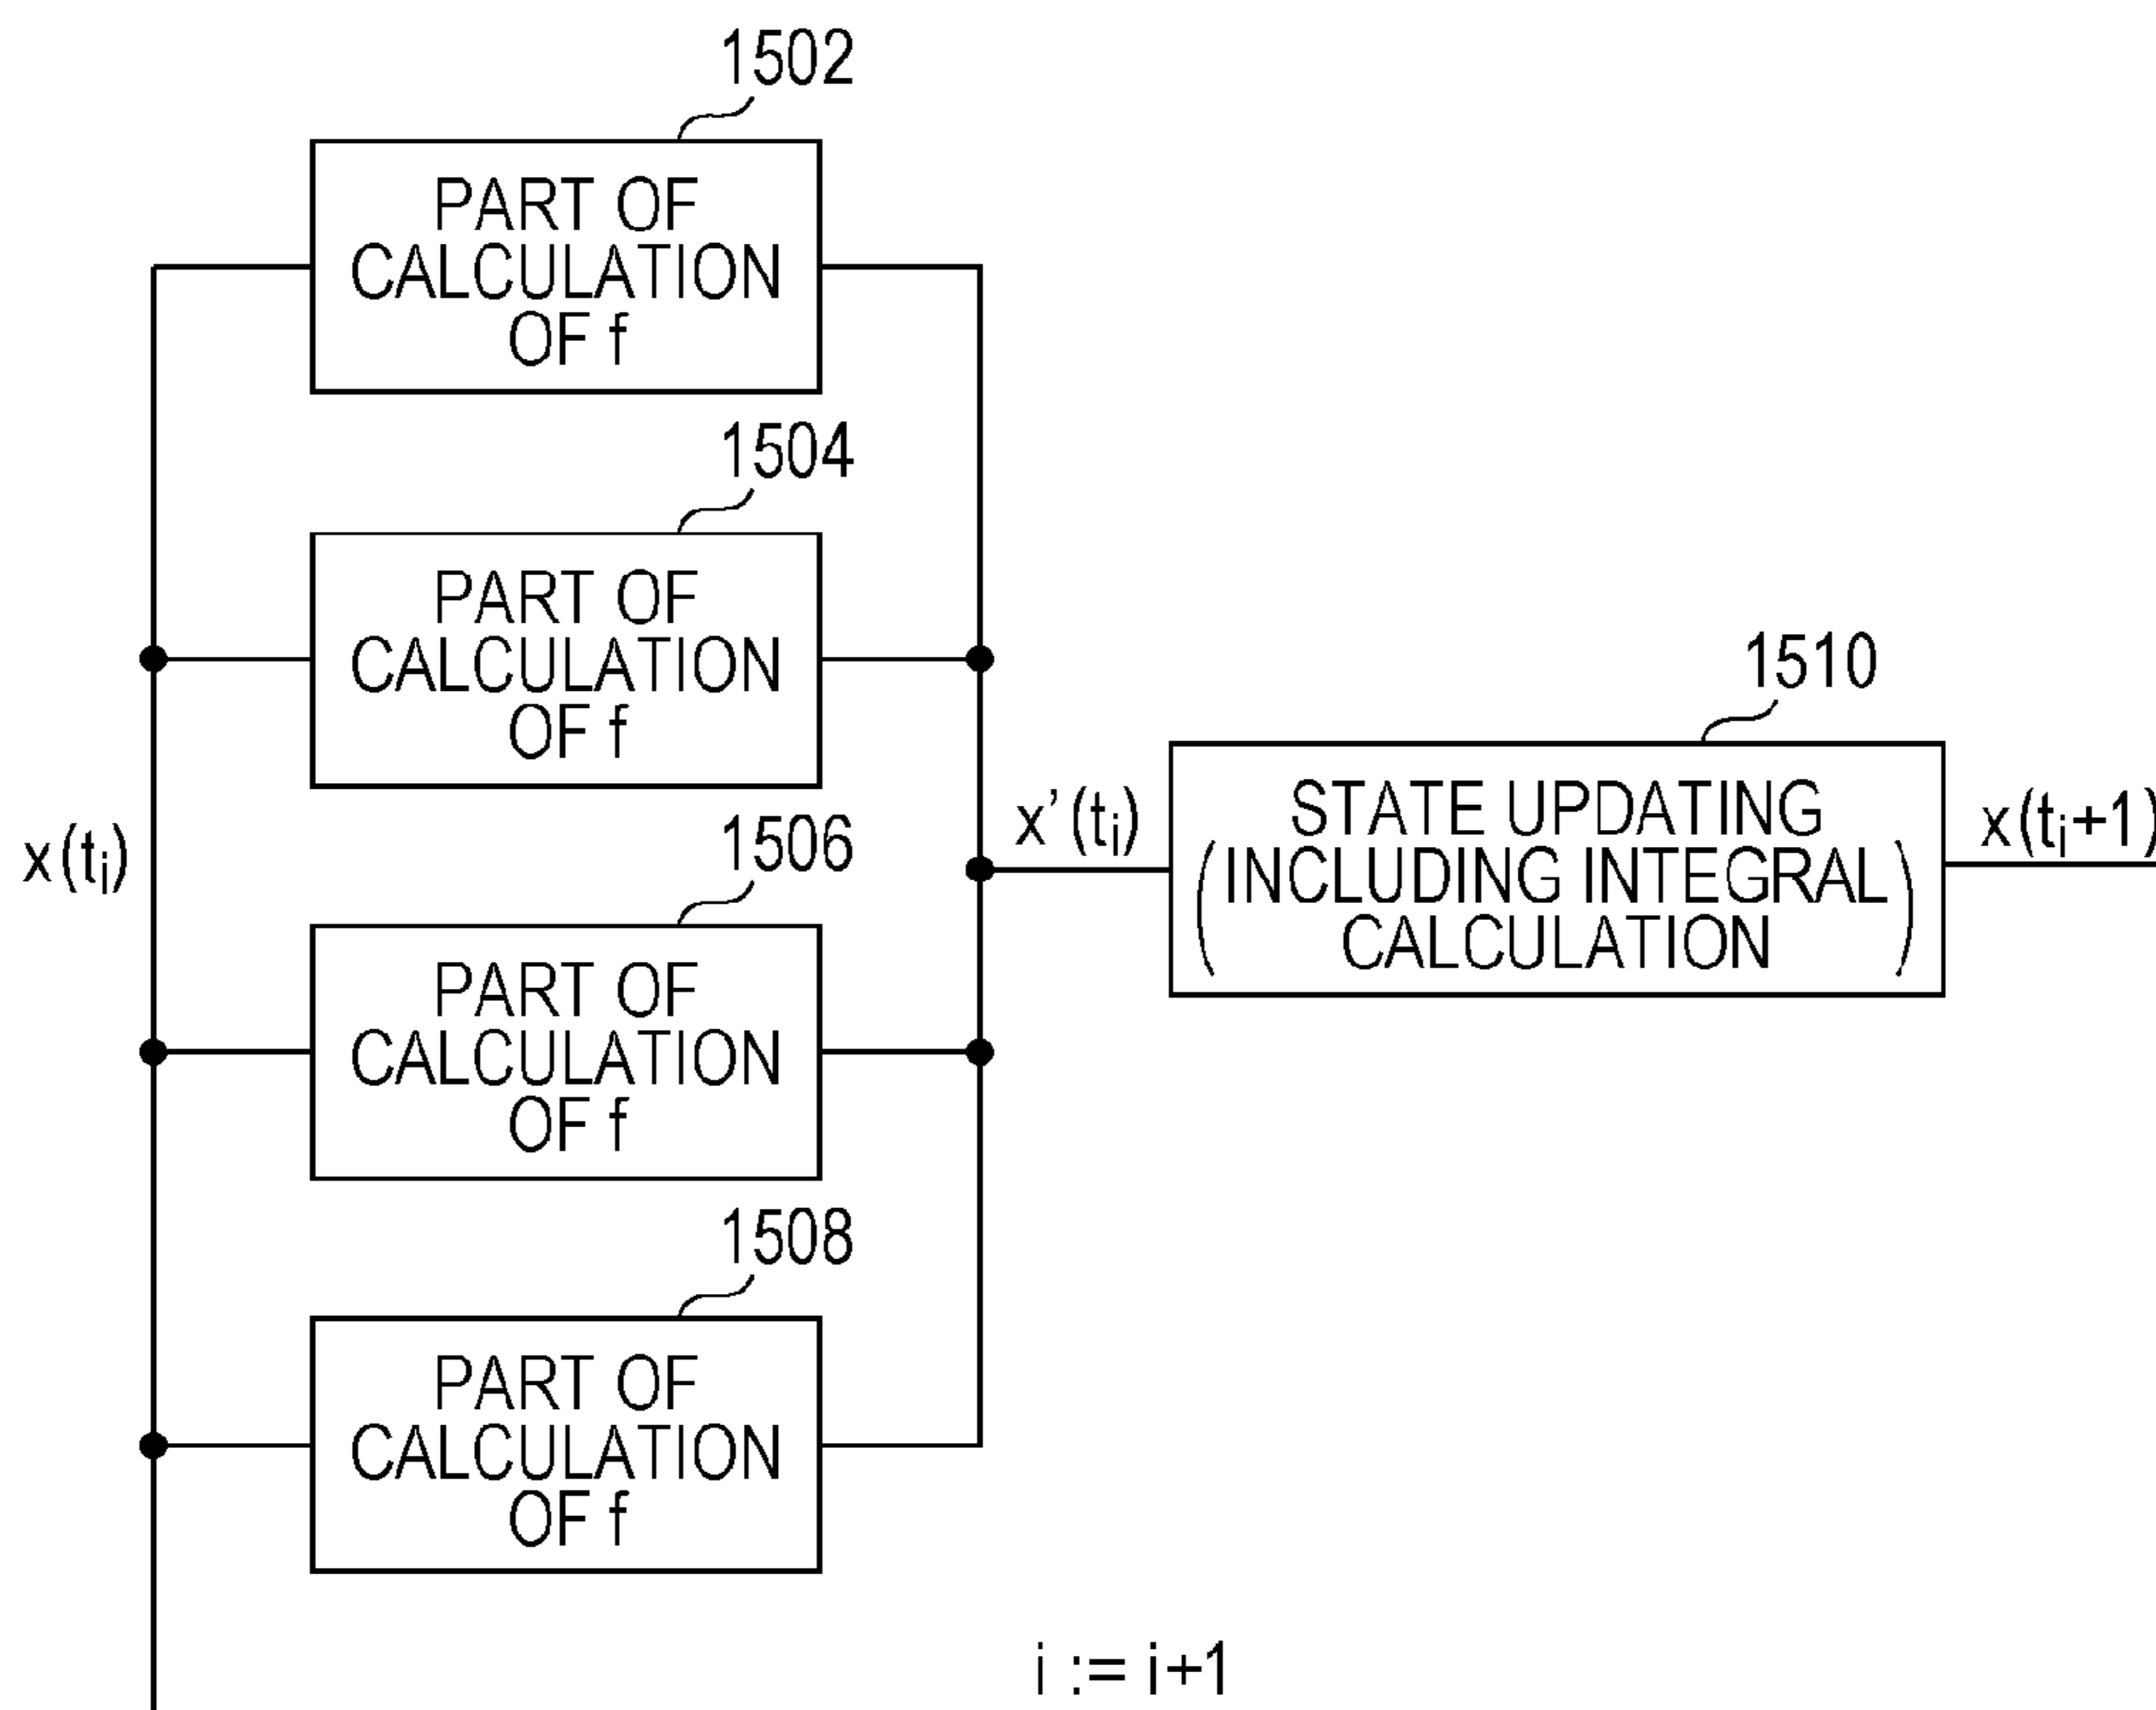 1502
PART OF
CALCULATION
OF f
1504
PART OF
CALCULATION
OF f
1506
PART OF
CALCULATION
OF f
1508
PART OF
CALCULATION
OF f
x(tᵢ)
x’(tᵢ)
1510
STATE UPDATING
(INCLUDING INTEGRAL
CALCULATION)
x(tᵢ+1)
i := i+1